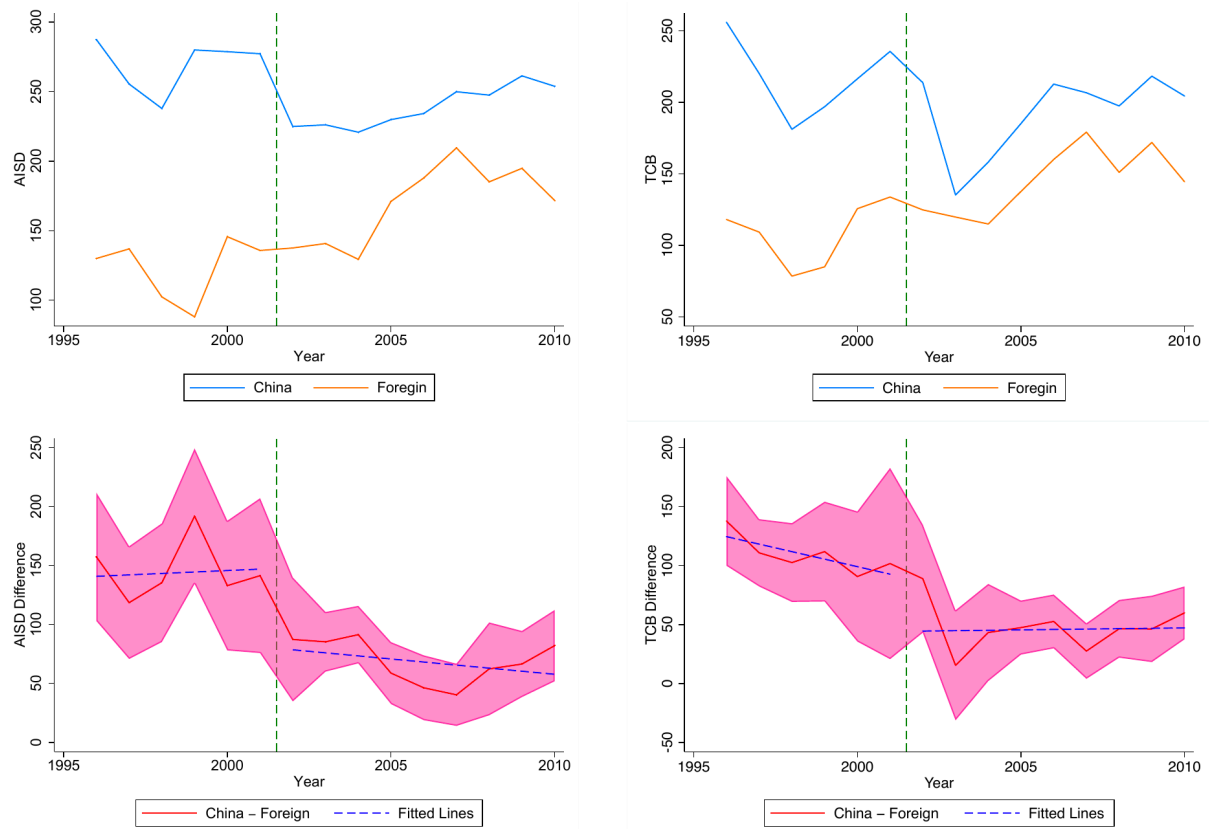 300
250
200
150
100
AISD
1995 2000 2005 2010
Year
China Foregin
250
200
150
100
50
TCB
1995 2000 2005 2010
Year
China Foregin
250
200
150
100
50
0
AISD Difference
1995 2000 2005 2010
Year
China – Foreign Fitted Lines
200
150
100
50
0
-50
TCB Difference
1995 2000 2005 2010
Year
China – Foreign Fitted Lines